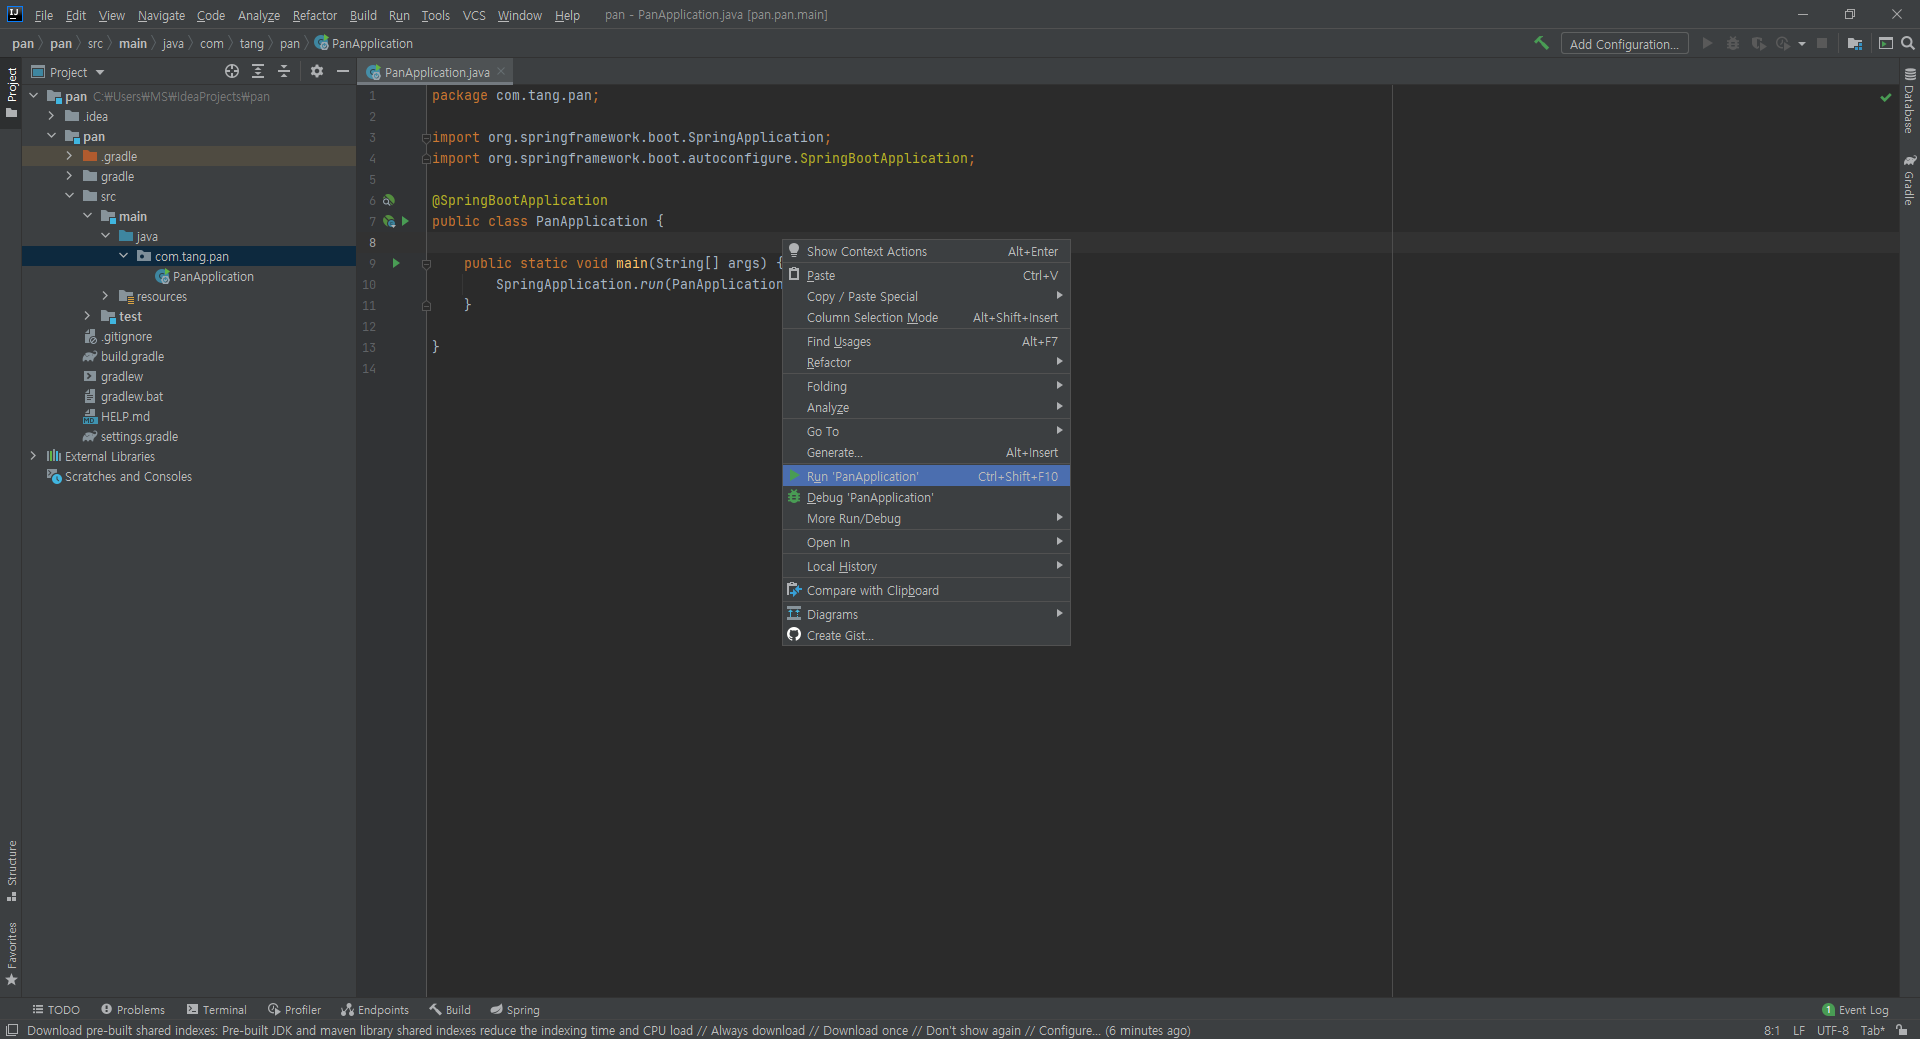 File Edit View Navigate Code Analyze Refactor Build Run Tools VCS Window Help pan - PanApplication.java [pan.pan.main]
pan pan src main java com tang pan PanApplication Add Configuration...
Project
Project
PanApplication.java
pan C:₩Users₩MS₩IdeaProjects₩pan
.idea
pan
.gradle
gradle
src
main
java
com.tang.pan
PanApplication
resources
test
.gitignore
build.gradle
gradlew
gradlew.bat
HELP.md
settings.gradle
External Libraries
Scratches and Consoles
1 package com.tang.pan;
2
3 import org.springframework.boot.SpringApplication;
4 import org.springframework.boot.autoconfigure.SpringBootApplication;
5
6 @SpringBootApplication
7 public class PanApplication {
8
9 public static void main(String[] args) {
10 SpringApplication.run(PanApplication
11 }
12
13 }
14
Show Context Actions Alt+Enter
Paste Ctrl+V
Copy / Paste Special
Column Selection Mode Alt+Shift+Insert
Find Usages Alt+F7
Refactor
Folding
Analyze
Go To
Generate... Alt+Insert
Run 'PanApplication' Ctrl+Shift+F10
Debug 'PanApplication'
More Run/Debug
Open In
Local History
Compare with Clipboard
Diagrams
Create Gist...
Database
Gradle
Structure
Favorites
TODO Problems Terminal Profiler Endpoints Build Spring 1 Event Log
Download pre-built shared indexes: Pre-built JDK and maven library shared indexes reduce the indexing time and CPU load // Always download // Download once // Don't show again // Configure... (6 minutes ago) 8:1 LF UTF-8 Tab*